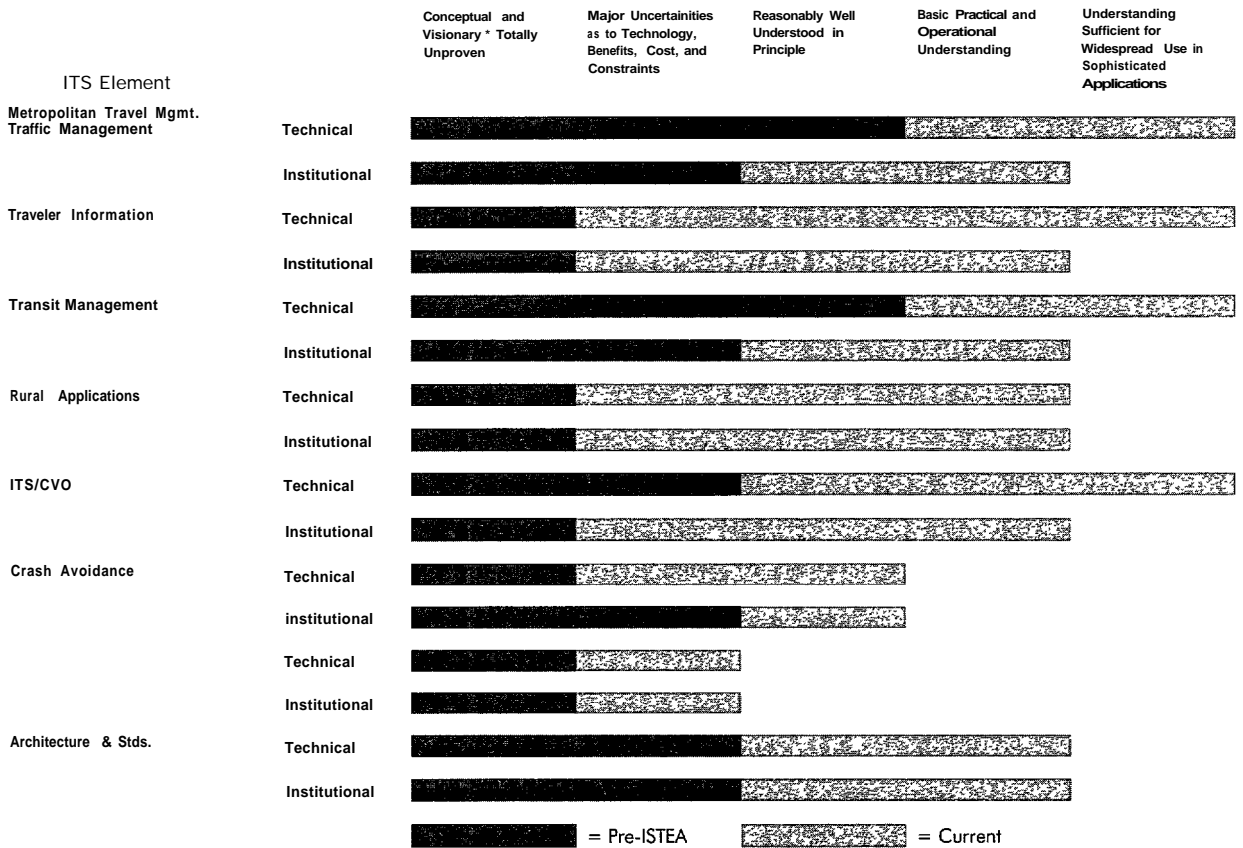 Conceptual and
Visionary * Totally
Unproven
Major Uncertainities
as to Technology,
Benefits, Cost, and
Constraints
Reasonably Well
Understood in
Principle
Basic Practical and
Operational
Understanding
Understanding
Sufficient for
Widespread Use in
Sophisticated
Applications
ITS Element
Metropolitan Travel Mgmt.
Traffic Management
Technical
Institutional
Traveler Information
Technical
Institutional
Transit Management
Technical
Institutional
Rural Applications
Technical
Institutional
ITS/CVO
Technical
Institutional
Crash Avoidance
Technical
institutional
Technical
Institutional
Architecture & Stds.
Technical
Institutional
= Pre-ISTEA
= Current